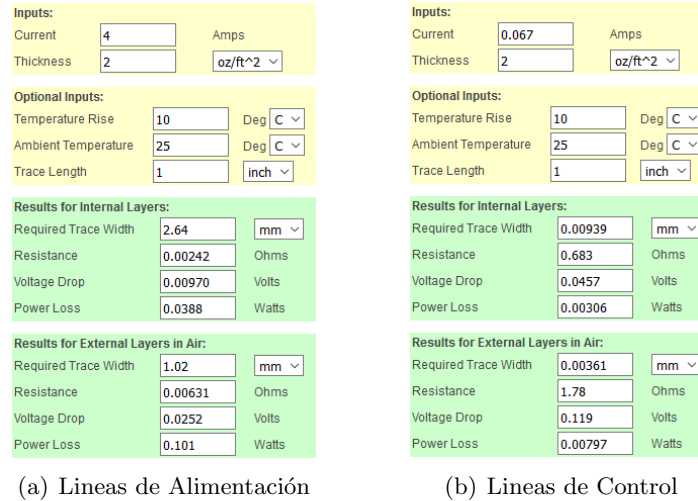 Inputs:
Current 4 Amps
Thickness 2 oz/ft^2
Optional Inputs:
Temperature Rise 10 Deg C
Ambient Temperature 25 Deg C
Trace Length 1 inch
Results for Internal Layers:
Required Trace Width 2.64 mm
Resistance 0.00242 Ohms
Voltage Drop 0.00970 Volts
Power Loss 0.0388 Watts
Results for External Layers in Air:
Required Trace Width 1.02 mm
Resistance 0.00631 Ohms
Voltage Drop 0.0252 Volts
Power Loss 0.101 Watts
(a) Lineas de Alimentación
Inputs:
Current 0.067 Amps
Thickness 2 oz/ft^2
Optional Inputs:
Temperature Rise 10 Deg C
Ambient Temperature 25 Deg C
Trace Length 1 inch
Results for Internal Layers:
Required Trace Width 0.00939 mm
Resistance 0.683 Ohms
Voltage Drop 0.0457 Volts
Power Loss 0.00306 Watts
Results for External Layers in Air:
Required Trace Width 0.00361 mm
Resistance 1.78 Ohms
Voltage Drop 0.119 Volts
Power Loss 0.00797 Watts
(b) Lineas de Control